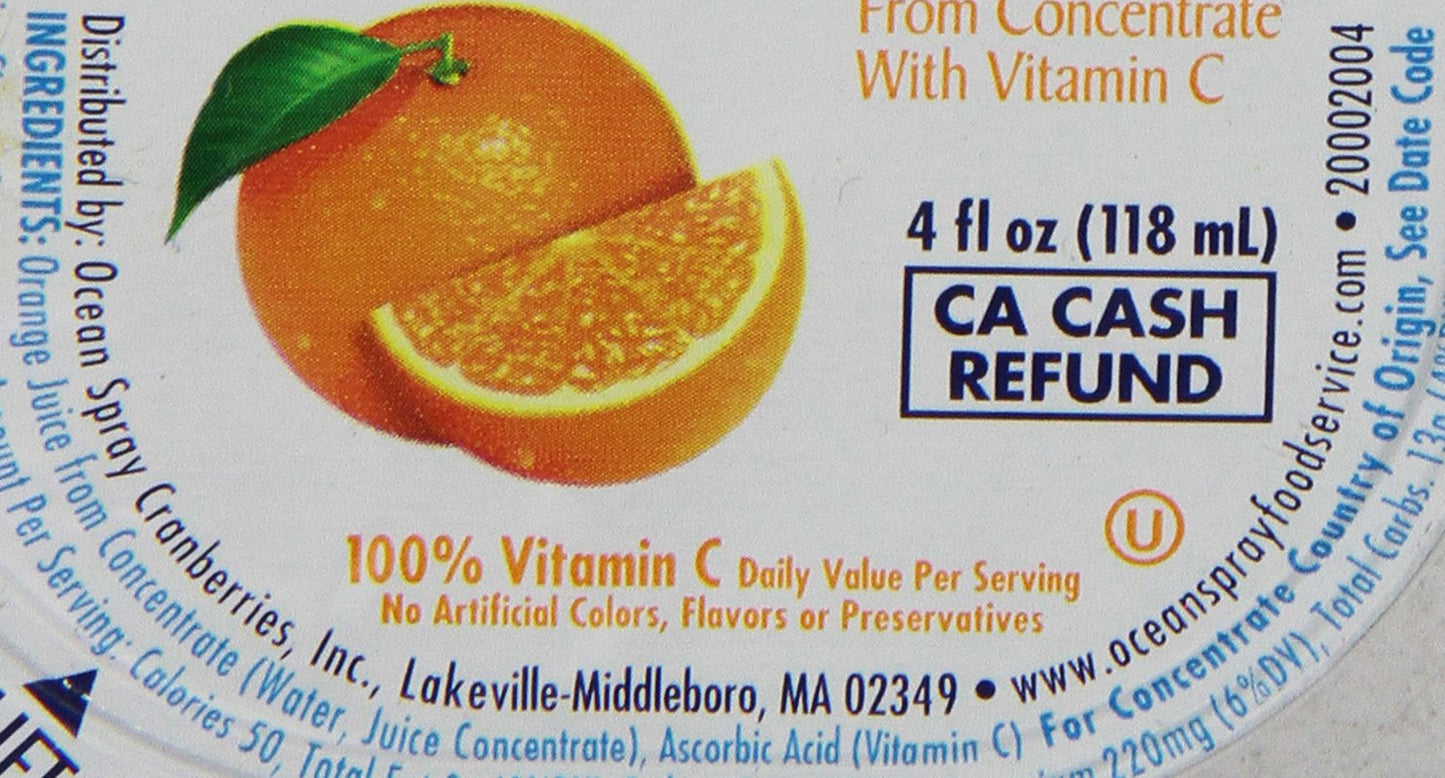 From Concentrate
With Vitamin C
4 fl oz (118 mL)
CA CASH
REFUND
U
100% Vitamin C Daily Value Per Serving
No Artificial Colors, Flavors or Preservatives
Distributed by: Ocean Spray Cranberries, Inc., Lakeville-Middleboro, MA 02349 • www.oceansprayfoodservice.com • 20002004
INGREDIENTS: Orange Juice from Concentrate (Water, Juice Concentrate), Ascorbic Acid (Vitamin C) For Concentrate Country of Origin, See Date Code
Per Serving: Calories 50, Total
220mg (6%DV), Total Carbs. 13g